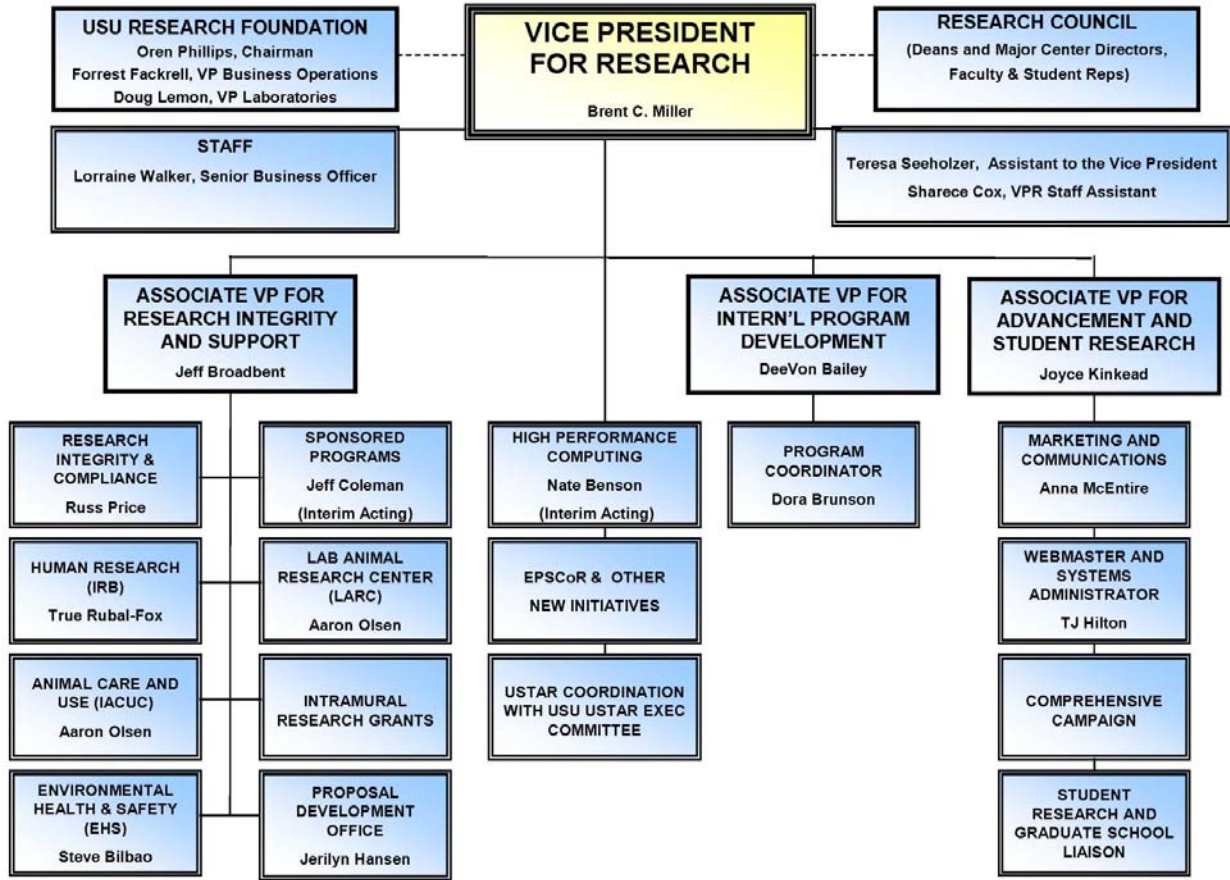 USU RESEARCH FOUNDATION
Oren Phillips, Chairman
Forrest Fackrell, VP Business Operations
Doug Lemon, VP Laboratories
VICE PRESIDENT
FOR RESEARCH
Brent C. Miller
RESEARCH COUNCIL
(Deans and Major Center Directors,
Faculty & Student Reps)
STAFF
Lorraine Walker, Senior Business Officer
Teresa Seeholzer, Assistant to the Vice President
Sharece Cox, VPR Staff Assistant
ASSOCIATE VP FOR
RESEARCH INTEGRITY
AND SUPPORT
Jeff Broadbent
ASSOCIATE VP FOR
INTERN'L PROGRAM
DEVELOPMENT
DeeVon Bailey
ASSOCIATE VP FOR
ADVANCEMENT AND
STUDENT RESEARCH
Joyce Kinkead
RESEARCH
INTEGRITY &
COMPLIANCE
Russ Price
SPONSORED
PROGRAMS
Jeff Coleman
(Interim Acting)
HIGH PERFORMANCE
COMPUTING
Nate Benson
(Interim Acting)
PROGRAM
COORDINATOR
Dora Brunson
MARKETING AND
COMMUNICATIONS
Anna McEntire
HUMAN RESEARCH
(IRB)
True Rubal-Fox
LAB ANIMAL
RESEARCH CENTER
(LARC)
Aaron Olsen
EPSCoR & OTHER
NEW INITIATIVES
WEBMASTER AND
SYSTEMS
ADMINISTRATOR
TJ Hilton
ANIMAL CARE AND
USE (IACUC)
Aaron Olsen
INTRAMURAL
RESEARCH GRANTS
USTAR COORDINATION
WITH USU USTAR EXEC
COMMITTEE
COMPREHENSIVE
CAMPAIGN
ENVIRONMENTAL
HEALTH & SAFETY
(EHS)
Steve Bilbao
PROPOSAL
DEVELOPMENT
OFFICE
Jerilyn Hansen
STUDENT
RESEARCH AND
GRADUATE SCHOOL
LIAISON